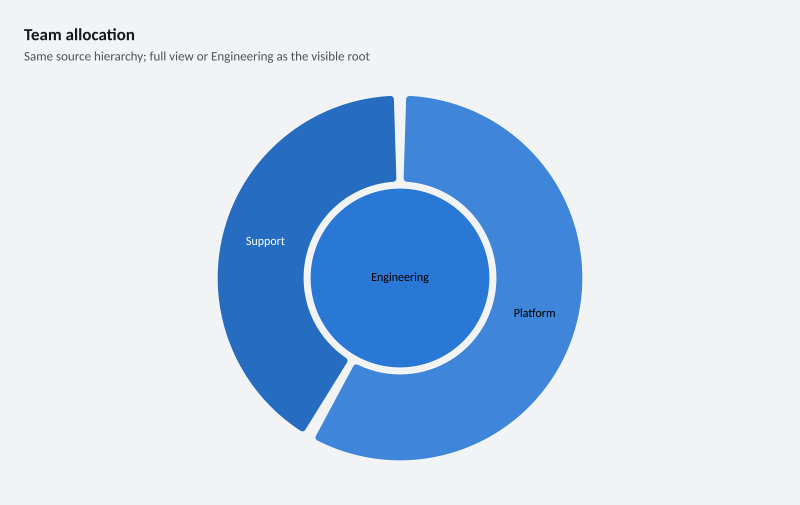 Team allocation
Same source hierarchy; full view or Engineering as the visible root
Support
Engineering
Platform